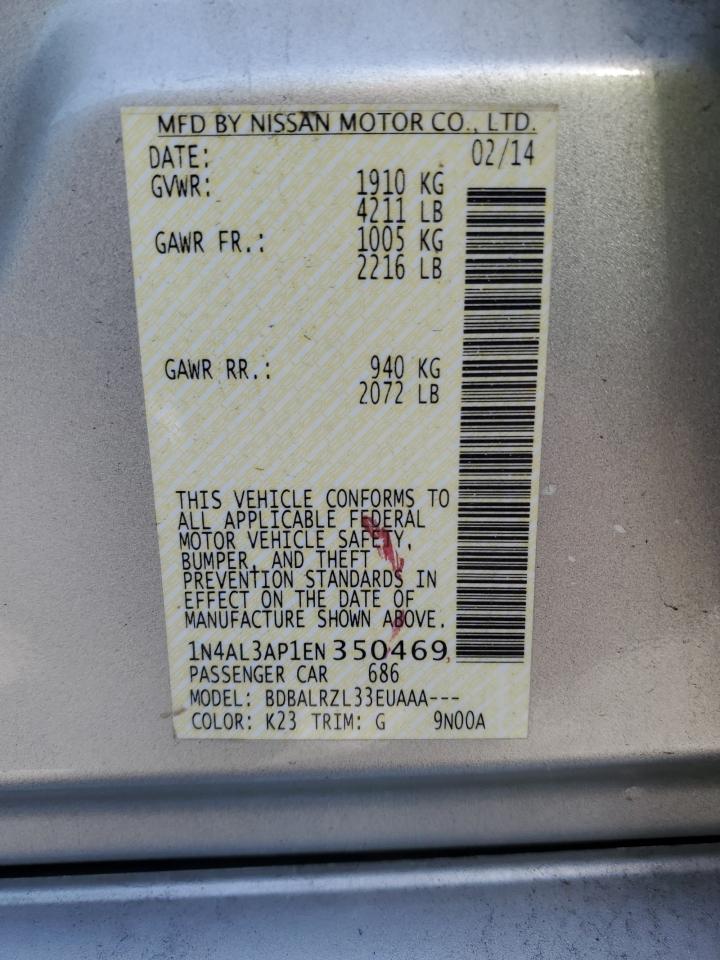 MFD BY NISSAN MOTOR CO., LTD.
DATE: 02/14
GVWR: 1910 KG
4211 LB
GAWR FR.: 1005 KG
2216 LB
GAWR RR.: 940 KG
2072 LB
THIS VEHICLE CONFORMS TO
ALL APPLICABLE FEDERAL
MOTOR VEHICLE SAFETY,
BUMPER, AND THEFT
PREVENTION STANDARDS IN
EFFECT ON THE DATE OF
MANUFACTURE SHOWN ABOVE.
1N4AL3AP1EN350469
PASSENGER CAR 686
MODEL: BDBALRZL33EUAAA---
COLOR: K23 TRIM: G 9N00A